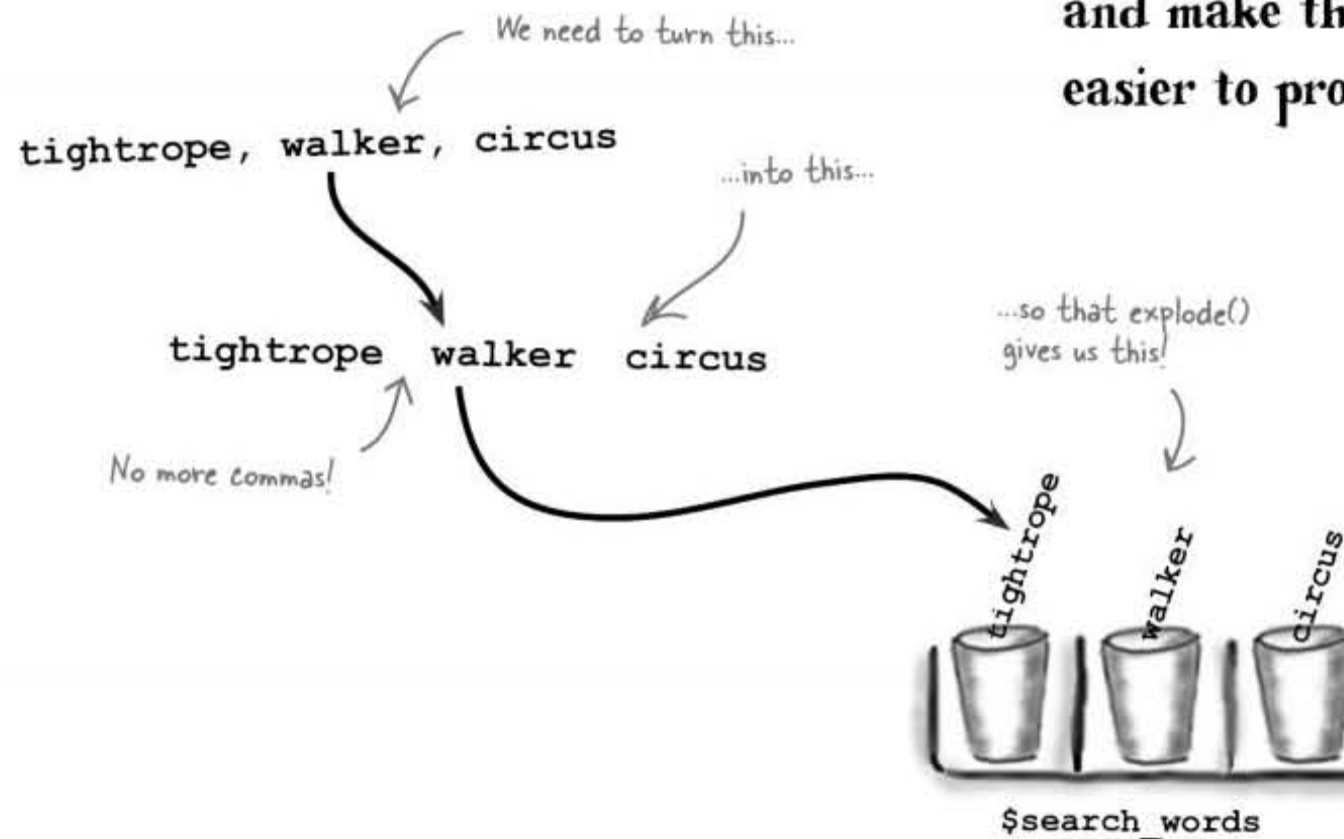 and make th
easier to pro
We need to turn this...
tightrope, walker, circus
...into this...
tightrope walker circus
No more commas!
...so that explode()
gives us this!
tightrope
walker
circus
$search_words